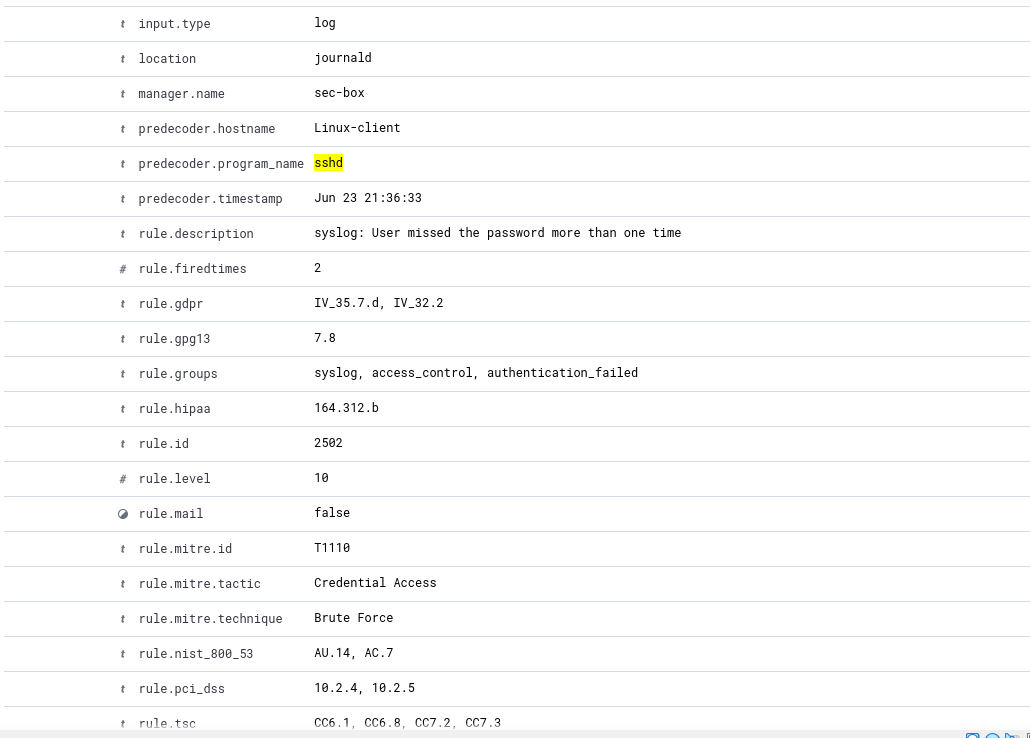 t input.type log
t location journald
t manager.name sec-box
t predecoder.hostname Linux-client
t predecoder.program_name sshd
t predecoder.timestamp Jun 23 21:36:33
t rule.description syslog: User missed the password more than one time
# rule.firedtimes 2
t rule.gdpr IV_35.7.d, IV_32.2
t rule.gpg13 7.8
t rule.groups syslog, access_control, authentication_failed
t rule.hipaa 164.312.b
t rule.id 2502
# rule.level 10
rule.mail false
t rule.mitre.id T1110
t rule.mitre.tactic Credential Access
t rule.mitre.technique Brute Force
t rule.nist_800_53 AU.14, AC.7
t rule.pci_dss 10.2.4, 10.2.5
t rule.tsc CC6.1, CC6.8, CC7.2, CC7.3